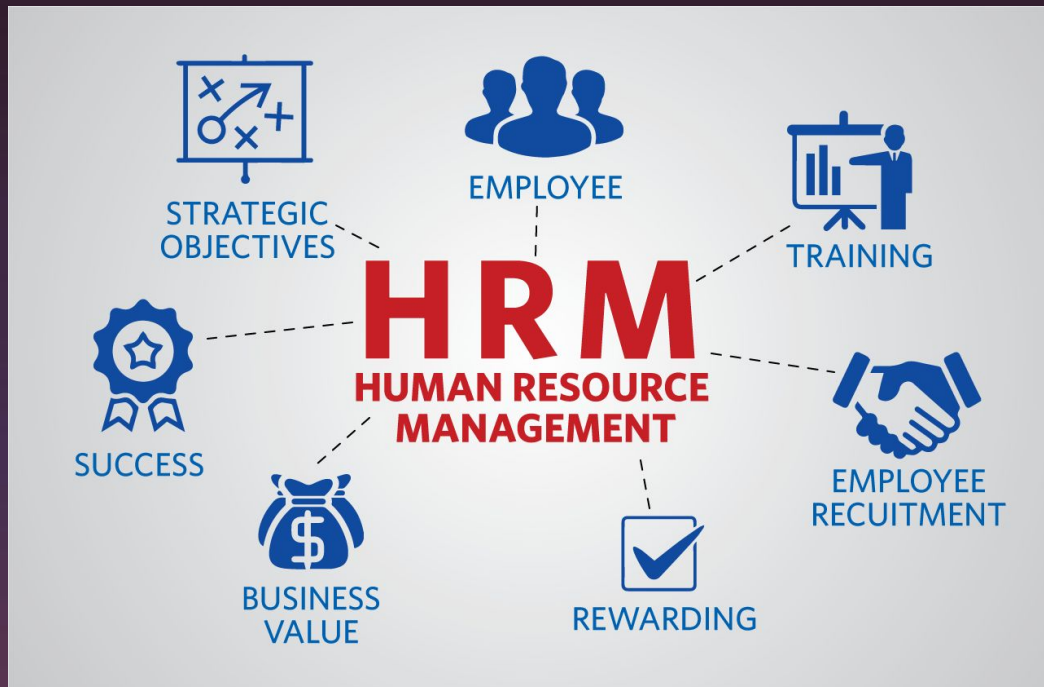 EMPLOYEE
STRATEGIC
OBJECTIVES
TRAINING
HRM
HUMAN RESOURCE
MANAGEMENT
SUCCESS
EMPLOYEE
RECUITMENT
BUSINESS
VALUE
$
REWARDING